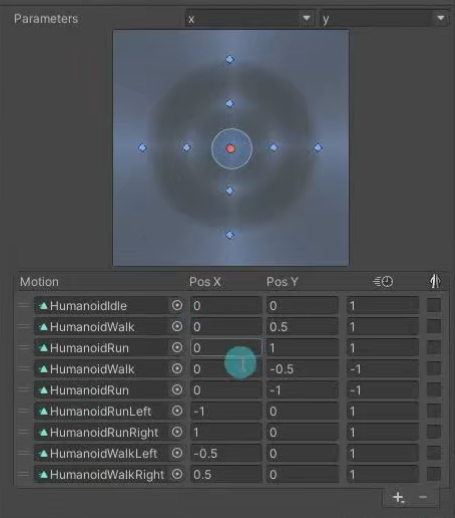 Parameters x y
Motion Pos X Pos Y
HumanoidIdle 0 0 1
HumanoidWalk 0 0.5 1
HumanoidRun 0 1 1
HumanoidWalk 0 -0.5 -1
HumanoidRun 0 -1 -1
HumanoidRunLeft -1 0 1
HumanoidRunRight 1 0 1
HumanoidWalkLeft -0.5 0 1
HumanoidWalkRight 0.5 0 1